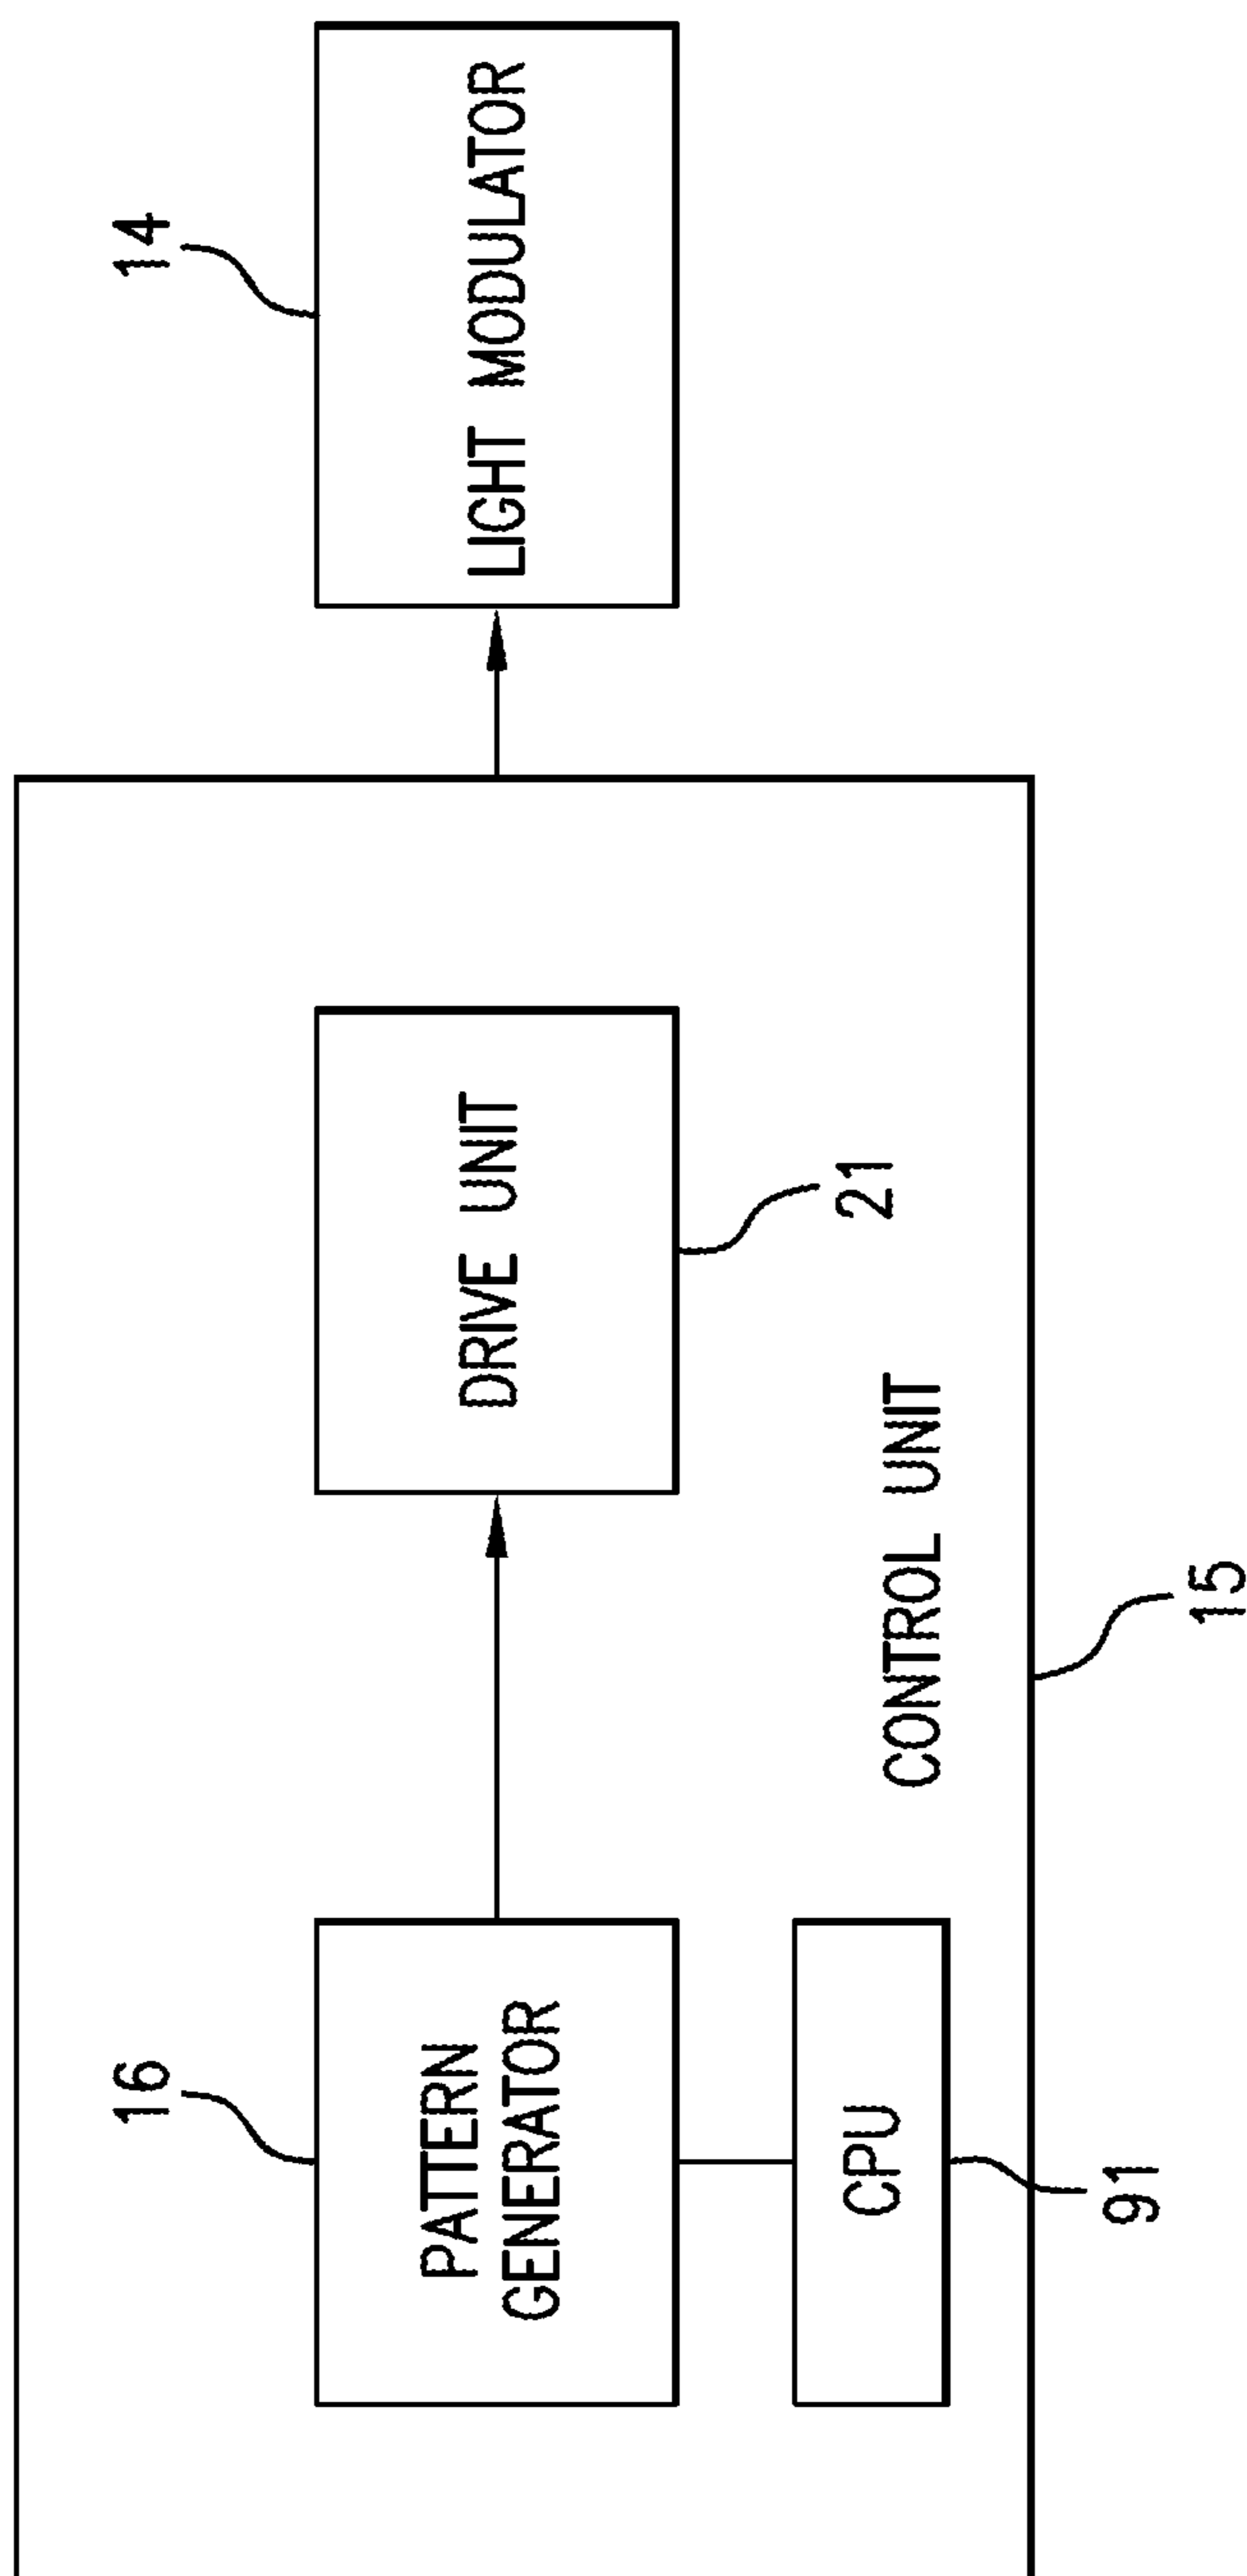 16
PATTERN
GENERATOR
CPU
91
DRIVE UNIT
21
CONTROL UNIT
15
14
LIGHT MODULATOR